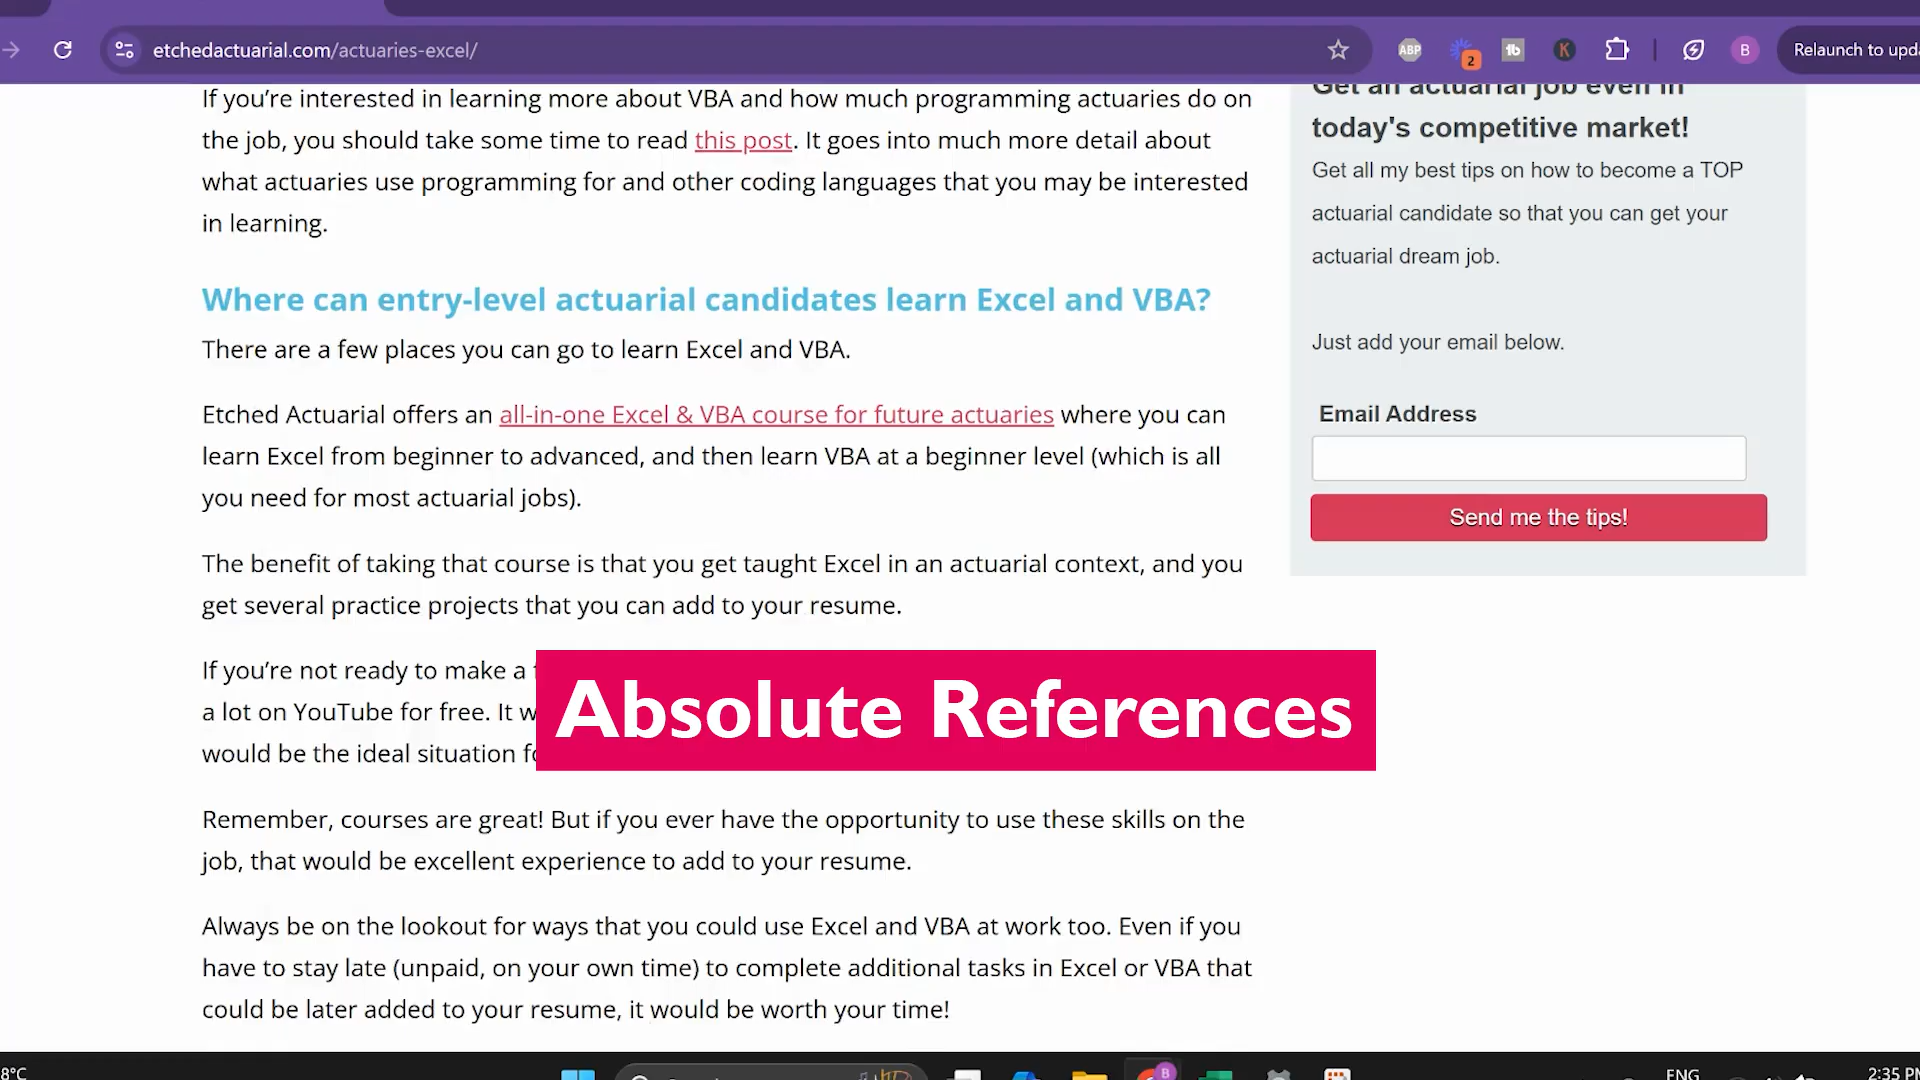 etchedactuarial.com/actuaries-excel/
ABP
2
tb
K
B
Relaunch to upda
If you’re interested in learning more about VBA and how much programming actuaries do on
the job, you should take some time to read this post. It goes into much more detail about
what actuaries use programming for and other coding languages that you may be interested
in learning.
Where can entry-level actuarial candidates learn Excel and VBA?
There are a few places you can go to learn Excel and VBA.
Etched Actuarial offers an all-in-one Excel & VBA course for future actuaries where you can
learn Excel from beginner to advanced, and then learn VBA at a beginner level (which is all
you need for most actuarial jobs).
The benefit of taking that course is that you get taught Excel in an actuarial context, and you
get several practice projects that you can add to your resume.
If you’re not ready to make a
a lot on YouTube for free. It
would be the ideal situation
Absolute References
Remember, courses are great! But if you ever have the opportunity to use these skills on the
job, that would be excellent experience to add to your resume.
Always be on the lookout for ways that you could use Excel and VBA at work too. Even if you
have to stay late (unpaid, on your own time) to complete additional tasks in Excel or VBA that
could be later added to your resume, it would be worth your time!
Get an actuarial job even in
today's competitive market!
Get all my best tips on how to become a TOP
actuarial candidate so that you can get your
actuarial dream job.
Just add your email below.
Email Address
Send me the tips!
8°C
B
ENG
2:35 PM